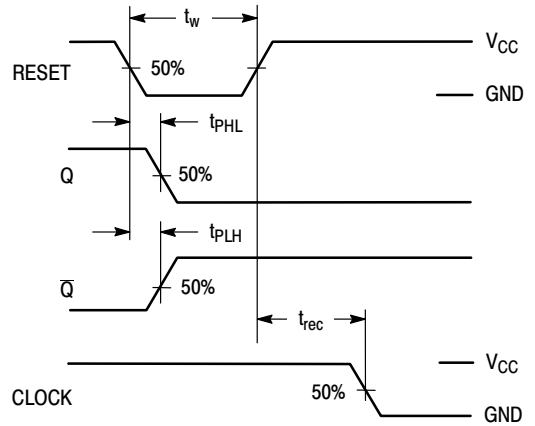 tw
VCC
RESET
50%
GND
tPHL
Q
50%
tPLH
Q̅
50%
trec
VCC
CLOCK
50%
GND